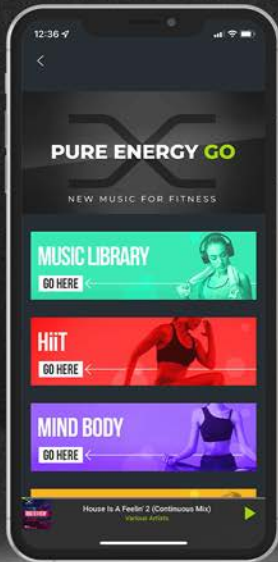 12:36
PURE ENERGY GO
NEW MUSIC FOR FITNESS
MUSIC LIBRARY
GO HERE
HiiT
GO HERE
MIND BODY
GO HERE
House Is A Feelin' 2 (Continuous Mix)
Various Artists